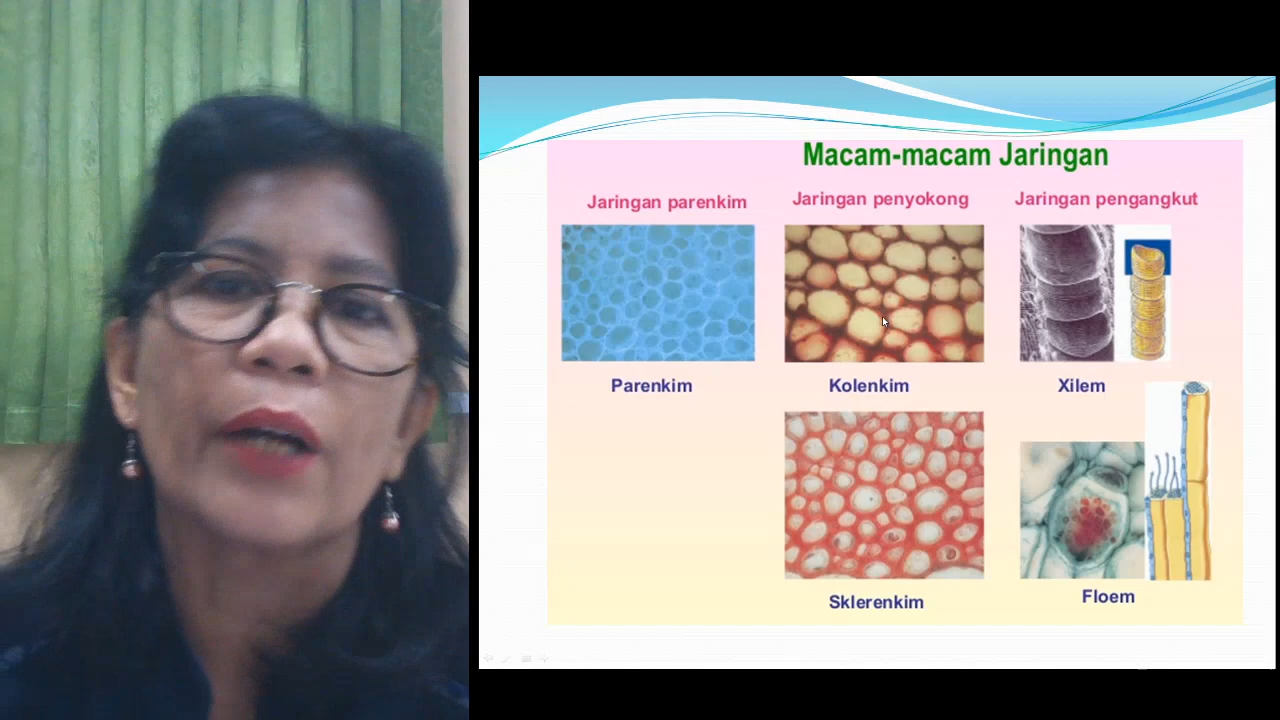 Macam-macam Jaringan
Jaringan parenkim
Jaringan penyokong
Jaringan pengangkut
Parenkim
Kolenkim
Xilem
Sklerenkim
Floem